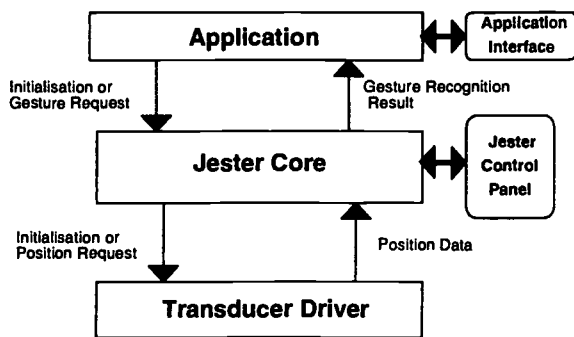 Application
Application
Interface
Initialisation or
Gesture Request
Gesture Recognition
Result
Jester Core
Jester
Control
Panel
Initialisation or
Position Request
Position Data
Transducer Driver